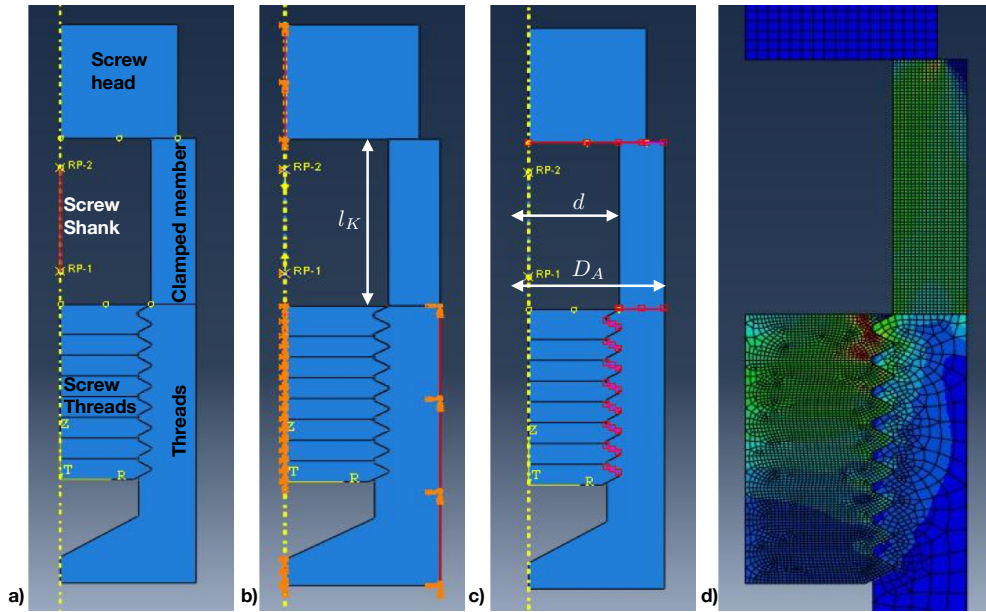 Screw
head
RP-2
Screw
Shank
RP-1
Clamped member
Screw
Threads
Threads
Z
T
R
a)
RP-2
l_K
RP-1
Z
T
R
b)
RP-2
d
D_A
RP-1
Z
T
R
c)
d)